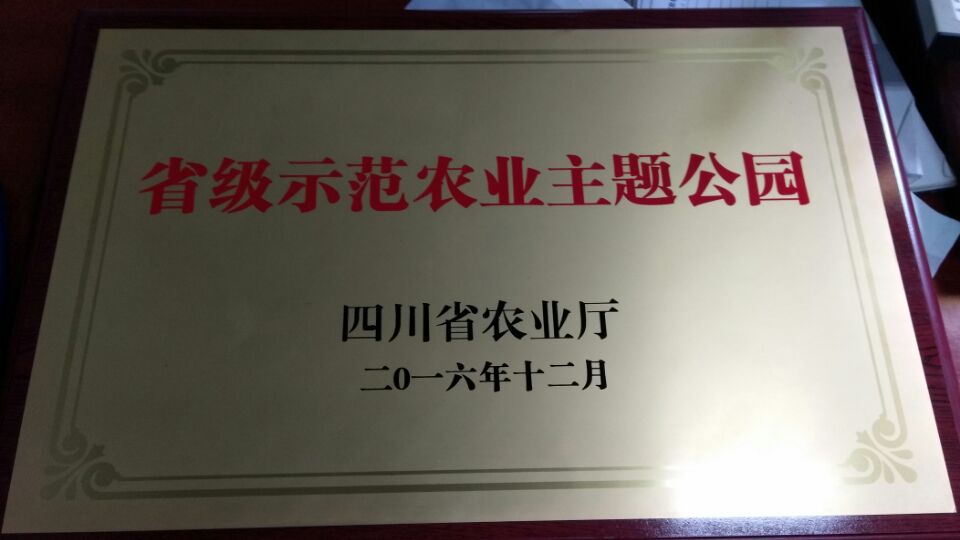 省级示范农业主题公园
四川省农业厅
二0一六年十二月